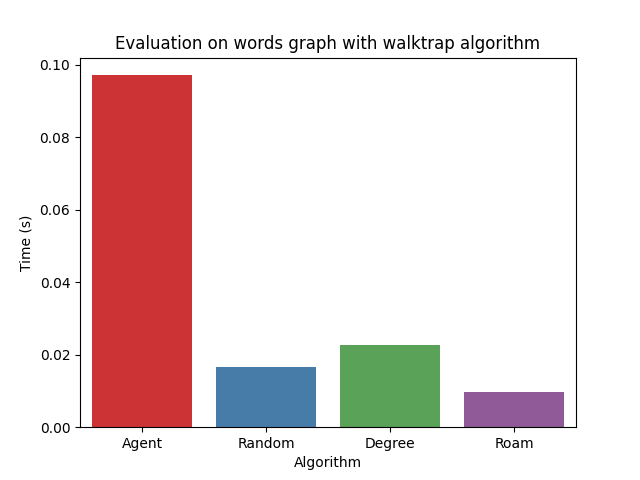 Evaluation on words graph with walktrap algorithm
0.10
0.08
0.06
0.04
0.02
0.00
Time (s)
Agent
Random
Degree
Roam
Algorithm